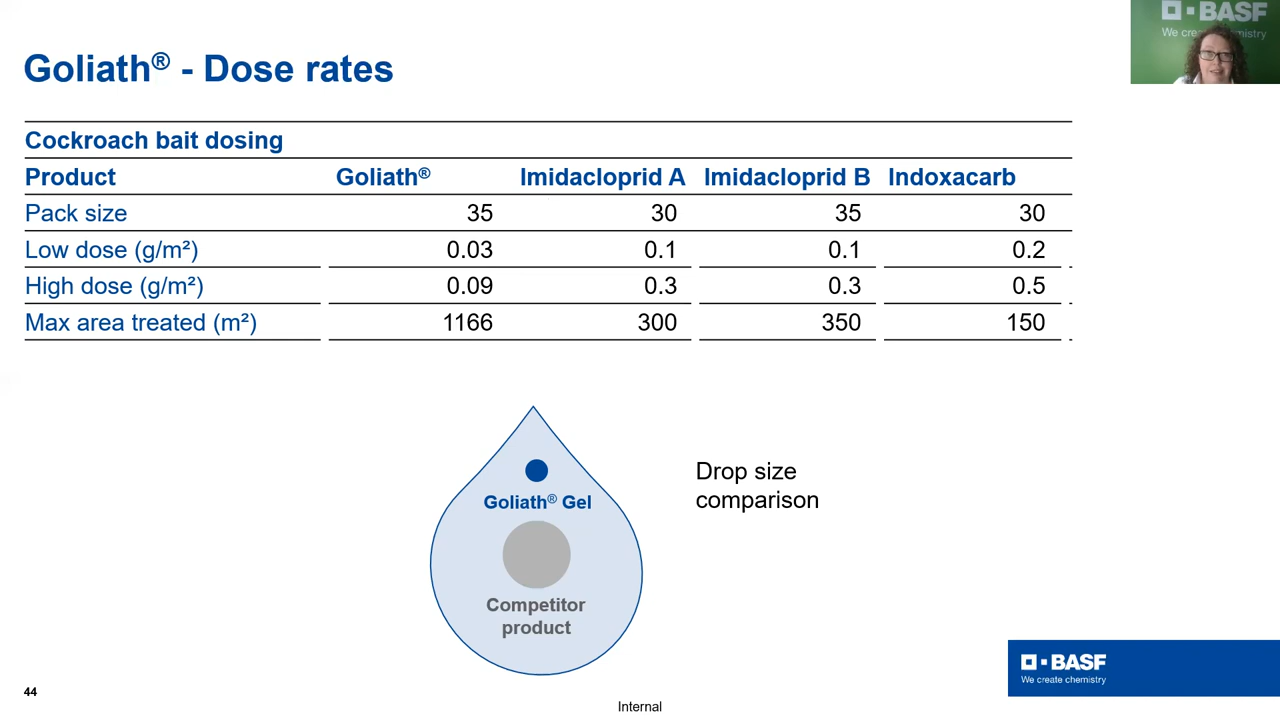 BASF
We create chemistry
Goliath® - Dose rates
Cockroach bait dosing
Product Goliath® Imidacloprid A Imidacloprid B Indoxacarb
Pack size 35 30 35 30
Low dose (g/m²) 0.03 0.1 0.1 0.2
High dose (g/m²) 0.09 0.3 0.3 0.5
Max area treated (m²) 1166 300 350 150
Goliath® Gel
Competitor
product
Drop size
comparison
BASF
We create chemistry
44
Internal